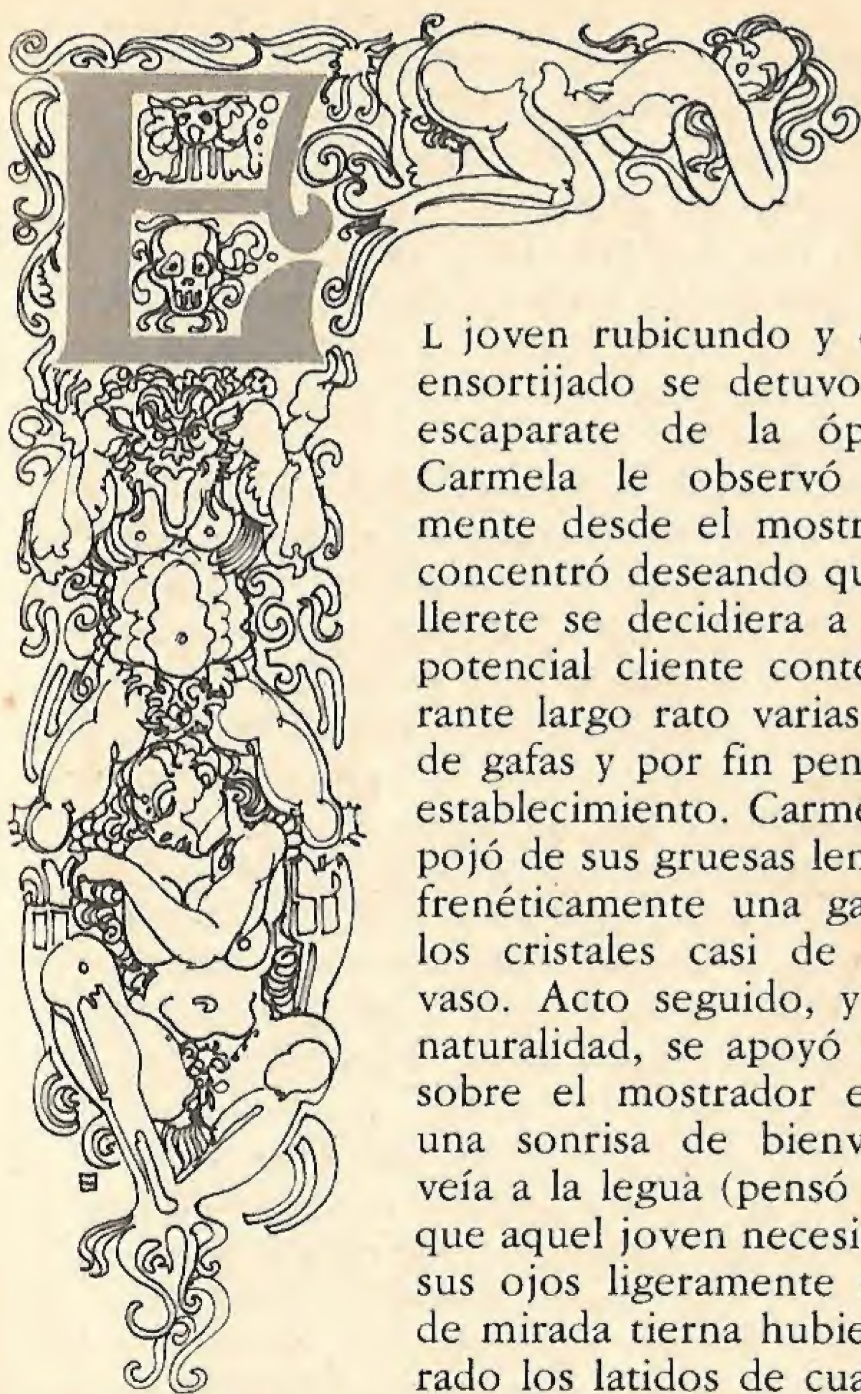 EL joven rubicundo y
ensortijado se detuvo
escaparate de la óp
Carmela le observó
mente desde el mostr
concentró deseando qu
llerete se decidiera a
potencial cliente conte
rante largo rato varias
de gafas y por fin pen
establecimiento. Carme
pojó de sus gruesas len
frenéticamente una ga
los cristales casi de
vaso. Acto seguido, y
naturalidad, se apoyó
sobre el mostrador e
una sonrisa de bienv
veía a la legua (pensó
que aquel joven necesi
sus ojos ligeramente
de mirada tierna hubie
rado los latidos de cua